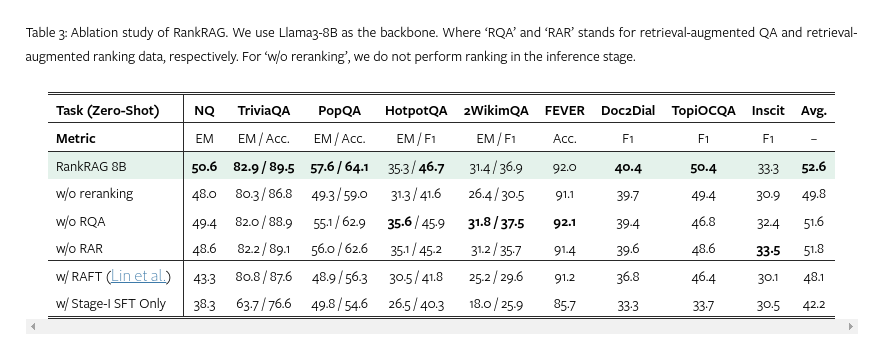 Table 3: Ablation study of RankRAG. We use Llama3-8B as the backbone. Where ‘RQA’ and ‘RAR’ stands for retrieval-augmented QA and retrieval-
augmented ranking data, respectively. For ‘w/o reranking’, we do not perform ranking in the inference stage.
Task (Zero-Shot) NQ TriviaQA PopQA HotpotQA 2WikimQA FEVER Doc2Dial TopiOCQA Inscit Avg.
Metric EM EM / Acc. EM / Acc. EM / F1 EM / F1 Acc. F1 F1 F1 –
RankRAG 8B 50.6 82.9 / 89.5 57.6 / 64.1 35.3 / 46.7 31.4 / 36.9 92.0 40.4 50.4 33.3 52.6
w/o reranking 48.0 80.3 / 86.8 49.3 / 59.0 31.3 / 41.6 26.4 / 30.5 91.1 39.7 49.4 30.9 49.8
w/o RQA 49.4 82.0 / 88.9 55.1 / 62.9 35.6 / 45.9 31.8 / 37.5 92.1 39.4 46.8 32.4 51.6
w/o RAR 48.6 82.2 / 89.1 56.0 / 62.6 35.1 / 45.2 31.2 / 35.7 91.4 39.6 48.6 33.5 51.8
w/ RAFT (Lin et al.) 43.3 80.8 / 87.6 48.9 / 56.3 30.5 / 41.8 25.2 / 29.6 91.2 36.8 46.4 30.1 48.1
w/ Stage-I SFT Only 38.3 63.7 / 76.6 49.8 / 54.6 26.5 / 40.3 18.0 / 25.9 85.7 33.3 33.7 30.5 42.2